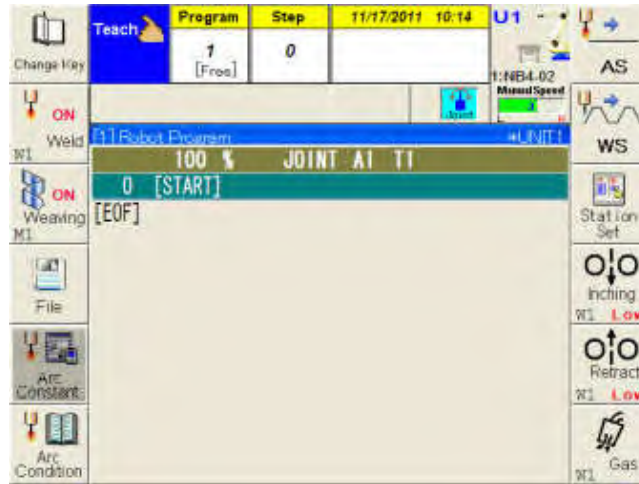 Teach
Program
Step
11/17/2011 10:14
U1
1
[Free]
0
1:NB4-02
Manual Speed
Joint
Change Key
ON
Weld
W1
ON
Weaving
M1
File
Arc
Constant
Arc
Condition
[1] Robot Program
*UNIT1
100 % JOINT A1 T1
0 [START]
[EOF]
AS
WS
Station
Set
Inching
W1 Low
Retract
W1 Low
Gas
W1